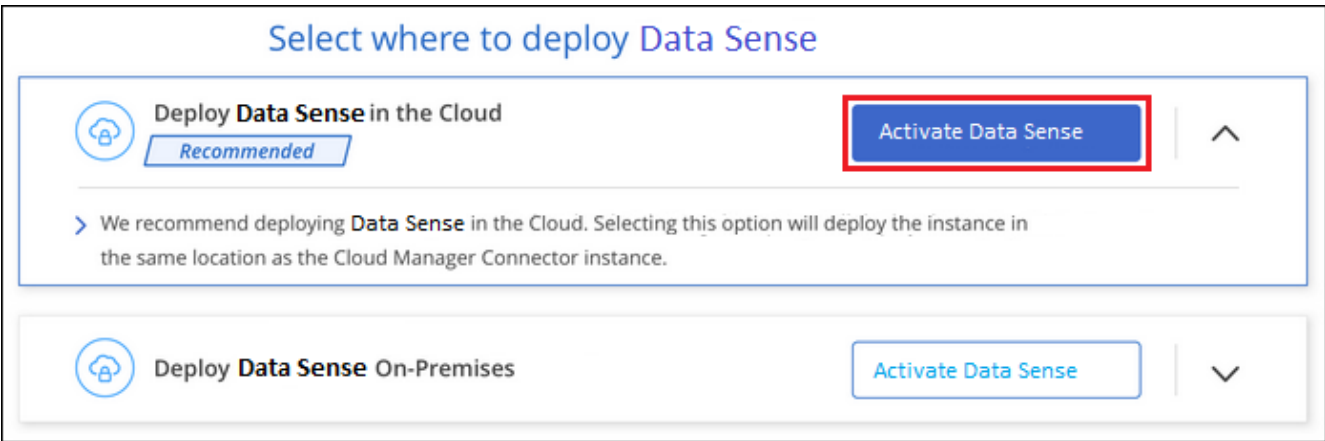 Select where to deploy Data Sense
Deploy Data Sense in the Cloud
Activate Data Sense
Recommended
We recommend deploying Data Sense in the Cloud. Selecting this option will deploy the instance in
the same location as the Cloud Manager Connector instance.
Deploy Data Sense On-Premises
Activate Data Sense